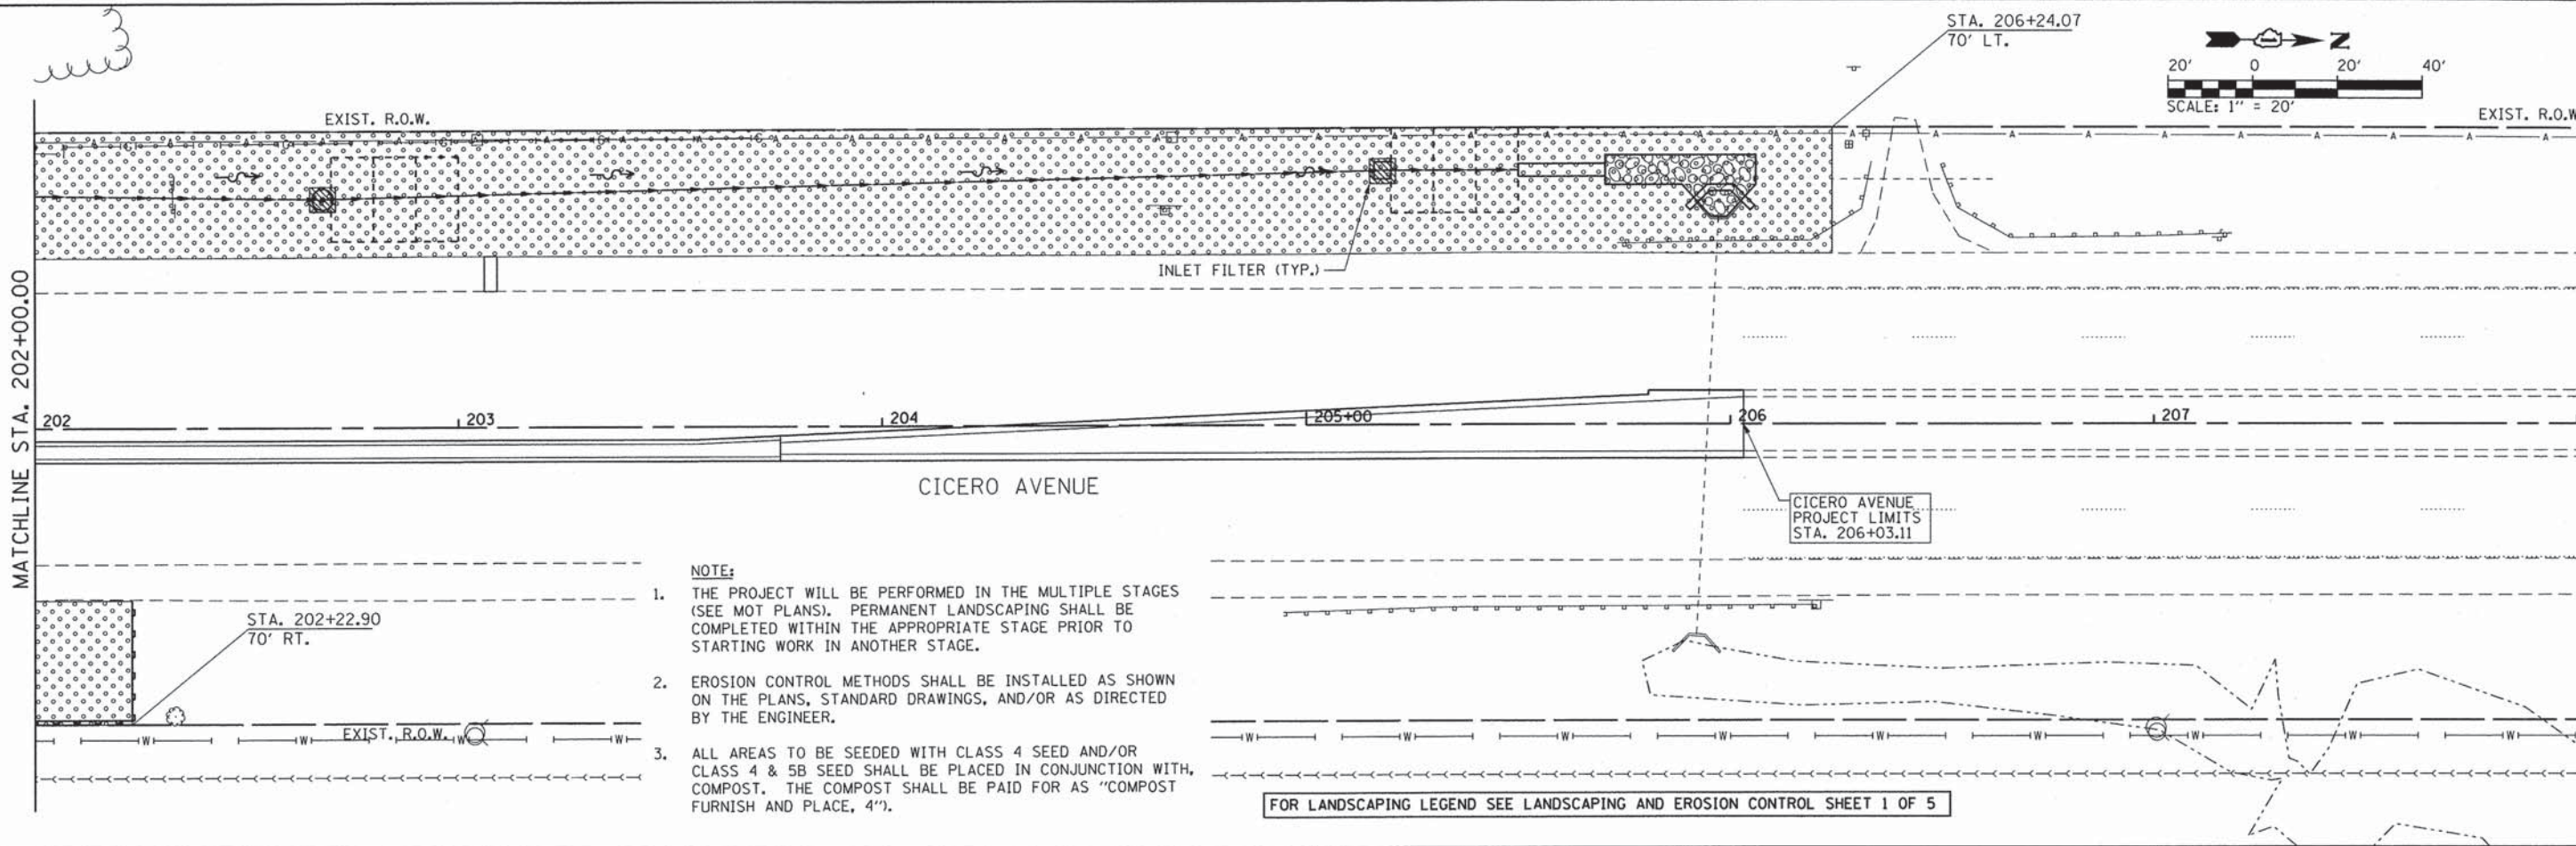 STA. 206+24.07
70' LT.
N
20' 0 20' 40'
SCALE: 1" = 20'
EXIST. R.O.W.
EXIST. R.O.W
INLET FILTER (TYP.)
MATCHLINE STA. 202+00.00
202 203 204 205+00 206 207
CICERO AVENUE
CICERO AVENUE
PROJECT LIMITS
STA. 206+03.11
STA. 202+22.90
70' RT.
EXIST. R.O.W.
NOTE:
1. THE PROJECT WILL BE PERFORMED IN THE MULTIPLE STAGES
(SEE MOT PLANS). PERMANENT LANDSCAPING SHALL BE
COMPLETED WITHIN THE APPROPRIATE STAGE PRIOR TO
STARTING WORK IN ANOTHER STAGE.
2. EROSION CONTROL METHODS SHALL BE INSTALLED AS SHOWN
ON THE PLANS, STANDARD DRAWINGS, AND/OR AS DIRECTED
BY THE ENGINEER.
3. ALL AREAS TO BE SEEDED WITH CLASS 4 SEED AND/OR
CLASS 4 & 5B SEED SHALL BE PLACED IN CONJUNCTION WITH,
COMPOST. THE COMPOST SHALL BE PAID FOR AS "COMPOST
FURNISH AND PLACE, 4").
FOR LANDSCAPING LEGEND SEE LANDSCAPING AND EROSION CONTROL SHEET 1 OF 5